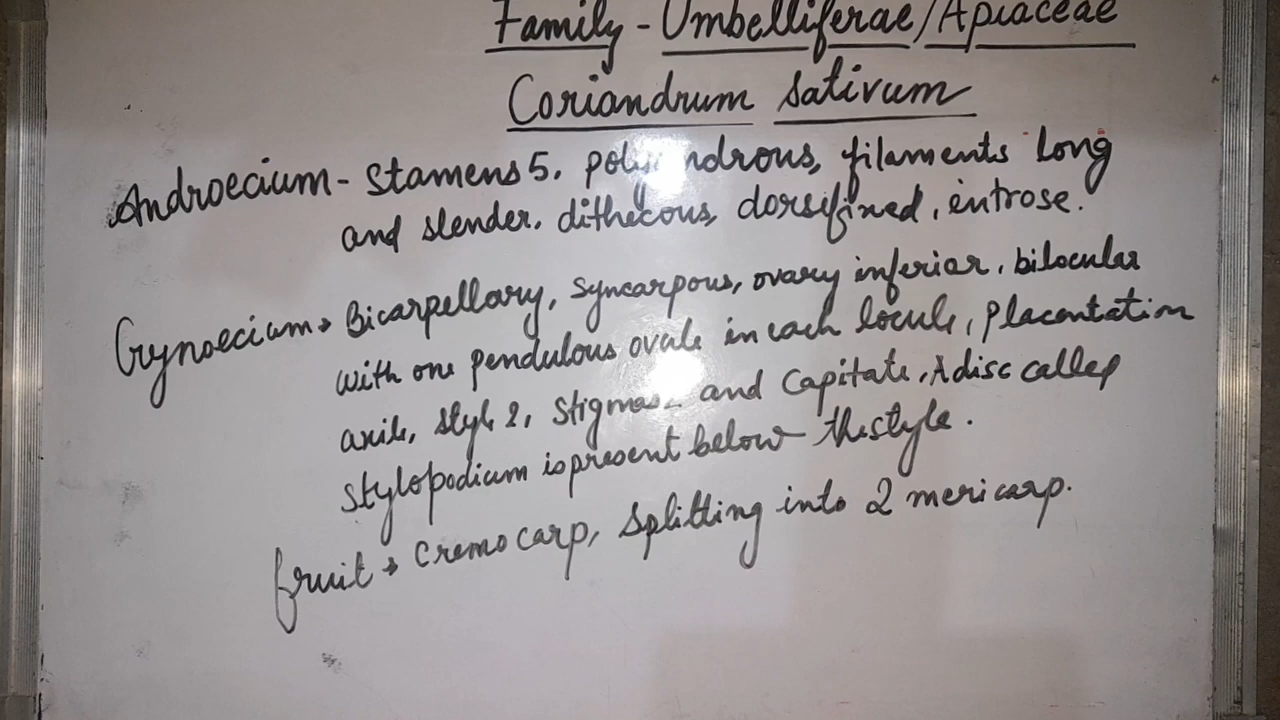 Family - Umbelliferae/Apiaceae
Coriandrum sativum
Androecium - Stamens 5, polyandrous, filaments long
and slender, dithecous, dorsifixed, introse.
Gynoecium → Bicarpellary, Syncarpous, ovary inferior, bilocular
with one pendulous ovule in each locule, placentation
axile, style 2, Stigmas and Capitate, A disc called
stylopodium is present below the style.
fruit → Cremocarp, splitting into 2 mericarp.